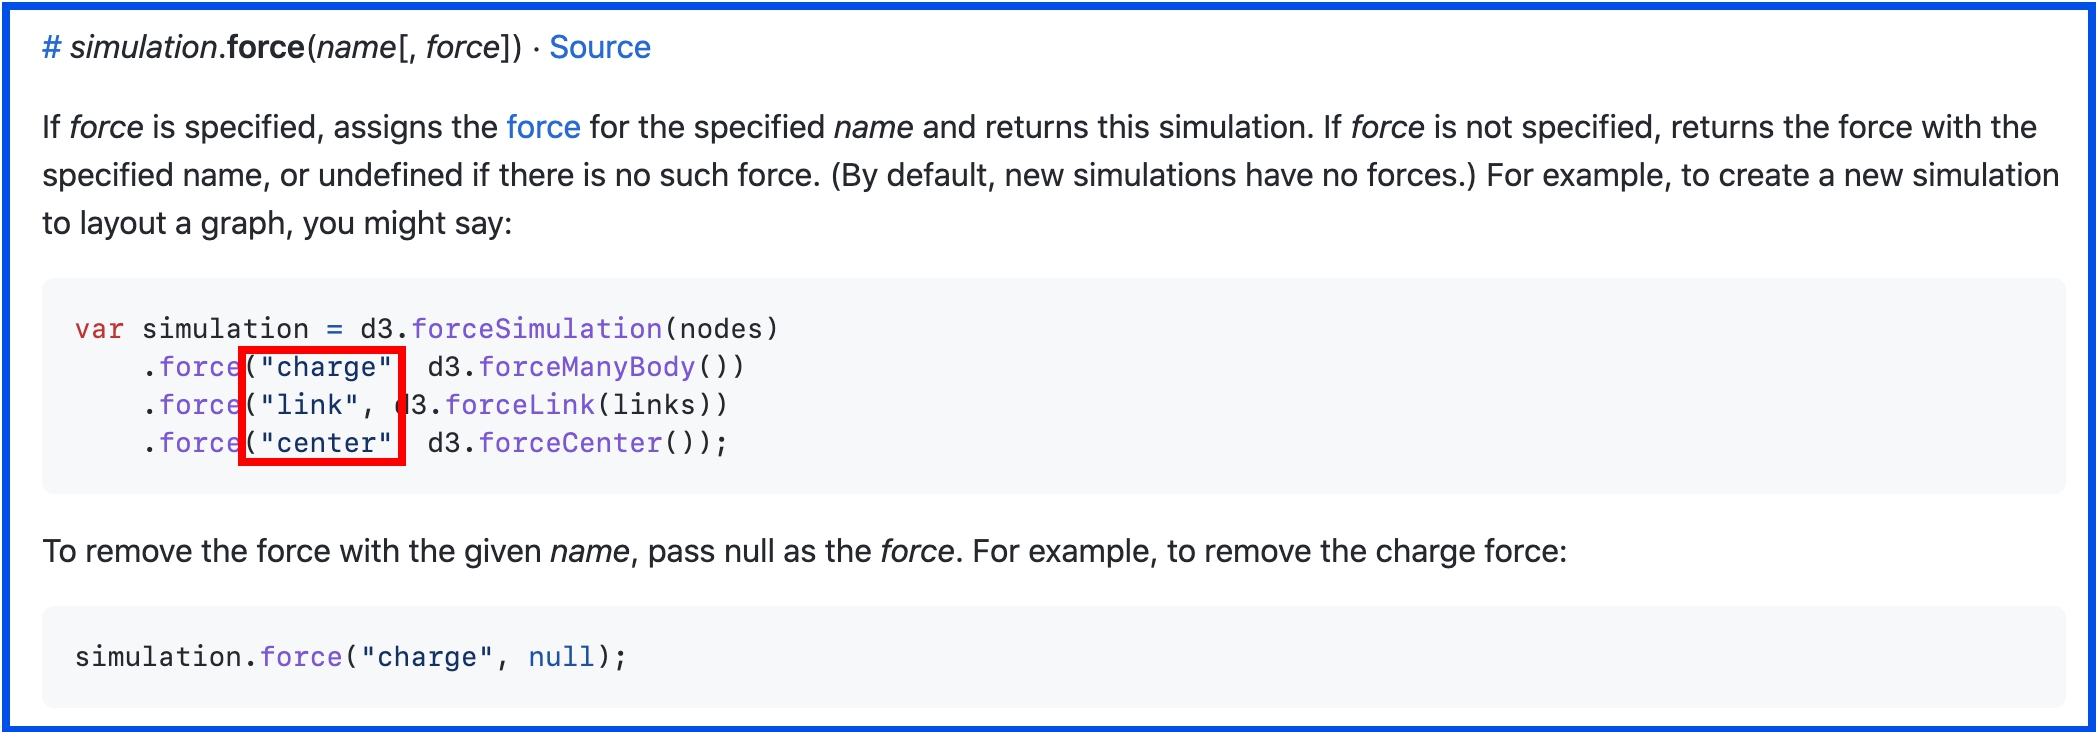 # simulation.force(name[, force]) · Source
If force is specified, assigns the force for the specified name and returns this simulation. If force is not specified, returns the force with the
specified name, or undefined if there is no such force. (By default, new simulations have no forces.) For example, to create a new simulation
to layout a graph, you might say:
var simulation = d3.forceSimulation(nodes)
    .force("charge" d3.forceManyBody())
    .force("link", d3.forceLink(links))
    .force("center" d3.forceCenter());
To remove the force with the given name, pass null as the force. For example, to remove the charge force:
simulation.force("charge", null);